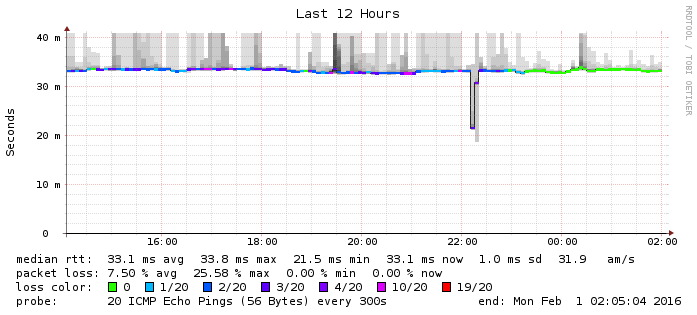 Last 12 Hours
RRDTOOL / TOBI OETIKER
Seconds
40 m
30 m
20 m
10 m
0
16:00 18:00 20:00 22:00 00:00 02:00
median rtt: 33.1 ms avg 33.8 ms max 21.5 ms min 33.1 ms now 1.0 ms sd 31.9 am/s
packet loss: 7.50 % avg 25.58 % max 0.00 % min 0.00 % now
loss color: 0 1/20 2/20 3/20 4/20 10/20 19/20
probe: 20 ICMP Echo Pings (56 Bytes) every 300s end: Mon Feb 1 02:05:04 2016